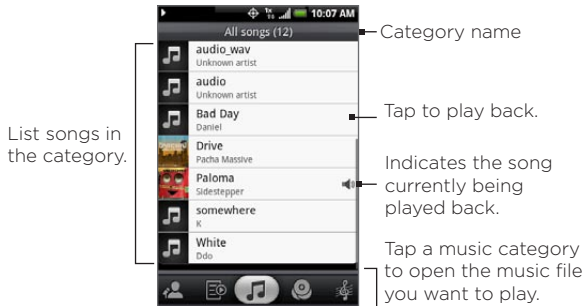 10:07 AM
All songs (12)
audio_wav
Unknown artist
audio
Unknown artist
Bad Day
Daniel
Drive
Pacha Massive
Paloma
Sidestepper
somewhere
K
White
Ddo
List songs in
the category.
Category name
Tap to play back.
Indicates the song
currently being
played back.
Tap a music category
to open the music file
you want to play.